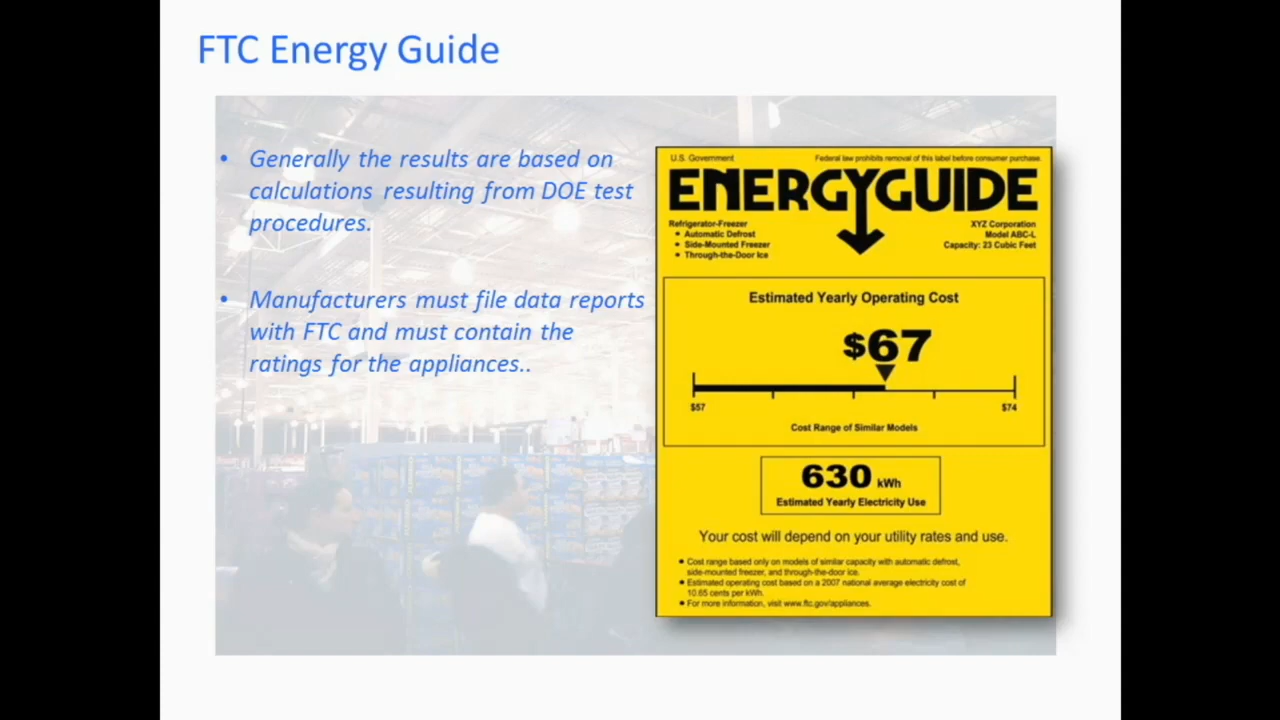 FTC Energy Guide
• Generally the results are based on
calculations resulting from DOE test
procedures.
• Manufacturers must file data reports
with FTC and must contain the
ratings for the appliances..
U.S. Government
Federal law prohibits removal of this label before consumer purchase.
ENERGYGUIDE
Refrigerator-Freezer
• Automatic Defrost
• Side-Mounted Freezer
• Through-the-Door Ice
XYZ Corporation
Model ABC-L
Capacity: 23 Cubic Feet
Estimated Yearly Operating Cost
$67
$57
$74
Cost Range of Similar Models
630 kWh
Estimated Yearly Electricity Use
Your cost will depend on your utility rates and use.
• Cost range based only on models of similar capacity with automatic defrost,
side-mounted freezer, and through-the-door ice.
• Estimated operating cost based on a 2007 national average electricity cost of
10.65 cents per kWh.
• For more information, visit www.ftc.gov/appliances.